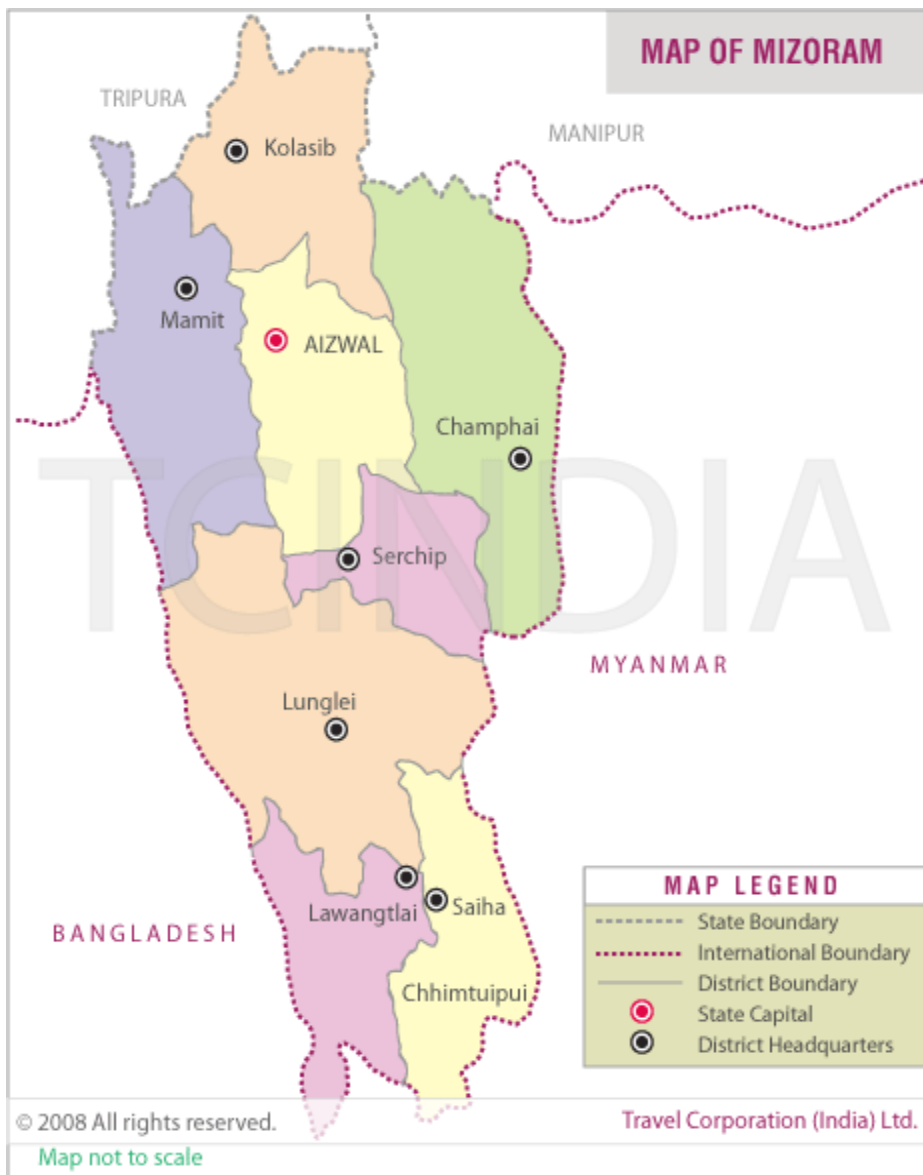 MAP OF MIZORAM
TRIPURA
MANIPUR
Kolasib
Mamit
AIZWAL
Champhai
TCINDIA
Serchip
MYANMAR
Lunglei
BANGLADESH
Lawangtlai
Saiha
Chhimtuipui
MAP LEGEND
State Boundary
International Boundary
District Boundary
State Capital
District Headquarters
© 2008 All rights reserved.
Travel Corporation (India) Ltd.
Map not to scale